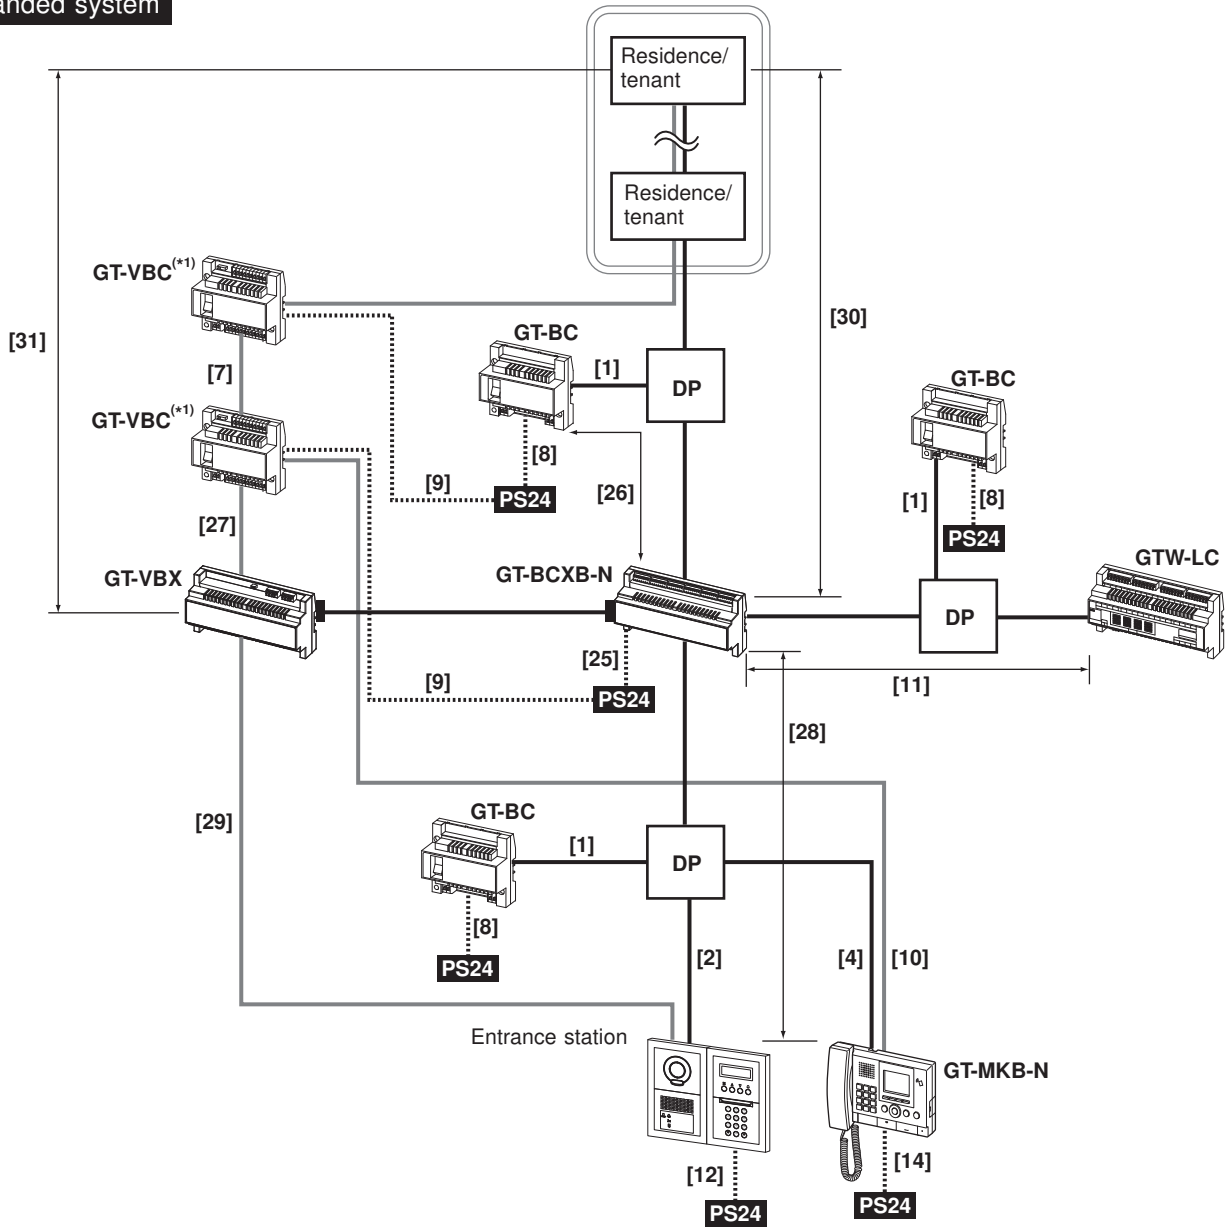 system
Residence/
tenant
Residence/
tenant
GT-VBC(*1)
[31]
[30]
GT-BC
[7]
[1]
DP
GT-BC
GT-VBC(*1)
[8]
[9]
PS24
[26]
[1]
[8]
[27]
PS24
GT-VBX
GT-BCXB-N
GTW-LC
DP
[25]
[9]
PS24
[11]
[28]
GT-BC
[29]
[1]
DP
[8]
PS24
[2]
[4]
[10]
Entrance station
GT-MKB-N
[12]
[14]
PS24
PS24